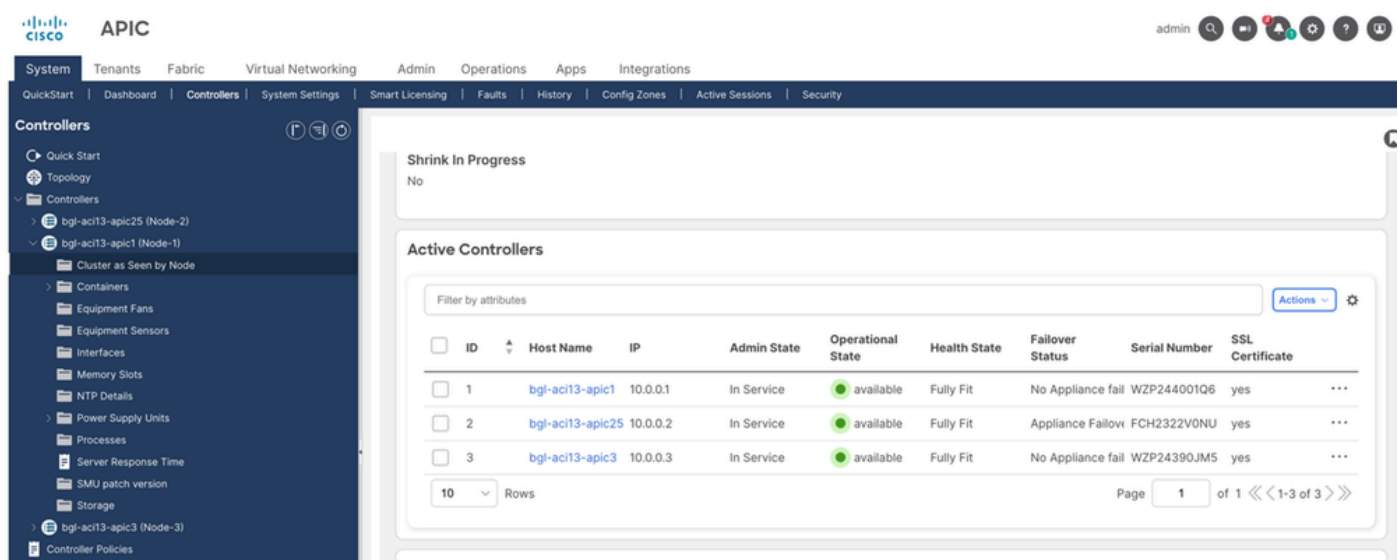 CISCO APIC admin 1
System Tenants Fabric Virtual Networking Admin Operations Apps Integrations
QuickStart | Dashboard | Controllers | System Settings | Smart Licensing | Faults | History | Config Zones | Active Sessions | Security
Controllers
Quick Start
Topology
Controllers
bgl-aci13-apic25 (Node-2)
bgl-aci13-apic1 (Node-1)
Cluster as Seen by Node
Containers
Equipment Fans
Equipment Sensors
Interfaces
Memory Slots
NTP Details
Power Supply Units
Processes
Server Response Time
SMU patch version
Storage
bgl-aci13-apic3 (Node-3)
Controller Policies
Shrink In Progress
No
Active Controllers
Filter by attributes Actions
ID Host Name IP Admin State Operational State Health State Failover Status Serial Number SSL Certificate
1 bgl-aci13-apic1 10.0.0.1 In Service available Fully Fit No Appliance fail WZP244001Q6 yes ...
2 bgl-aci13-apic25 10.0.0.2 In Service available Fully Fit Appliance Failove FCH2322V0NU yes ...
3 bgl-aci13-apic3 10.0.0.3 In Service available Fully Fit No Appliance fail WZP24390JM5 yes ...
10 Rows Page 1 of 1 1-3 of 3